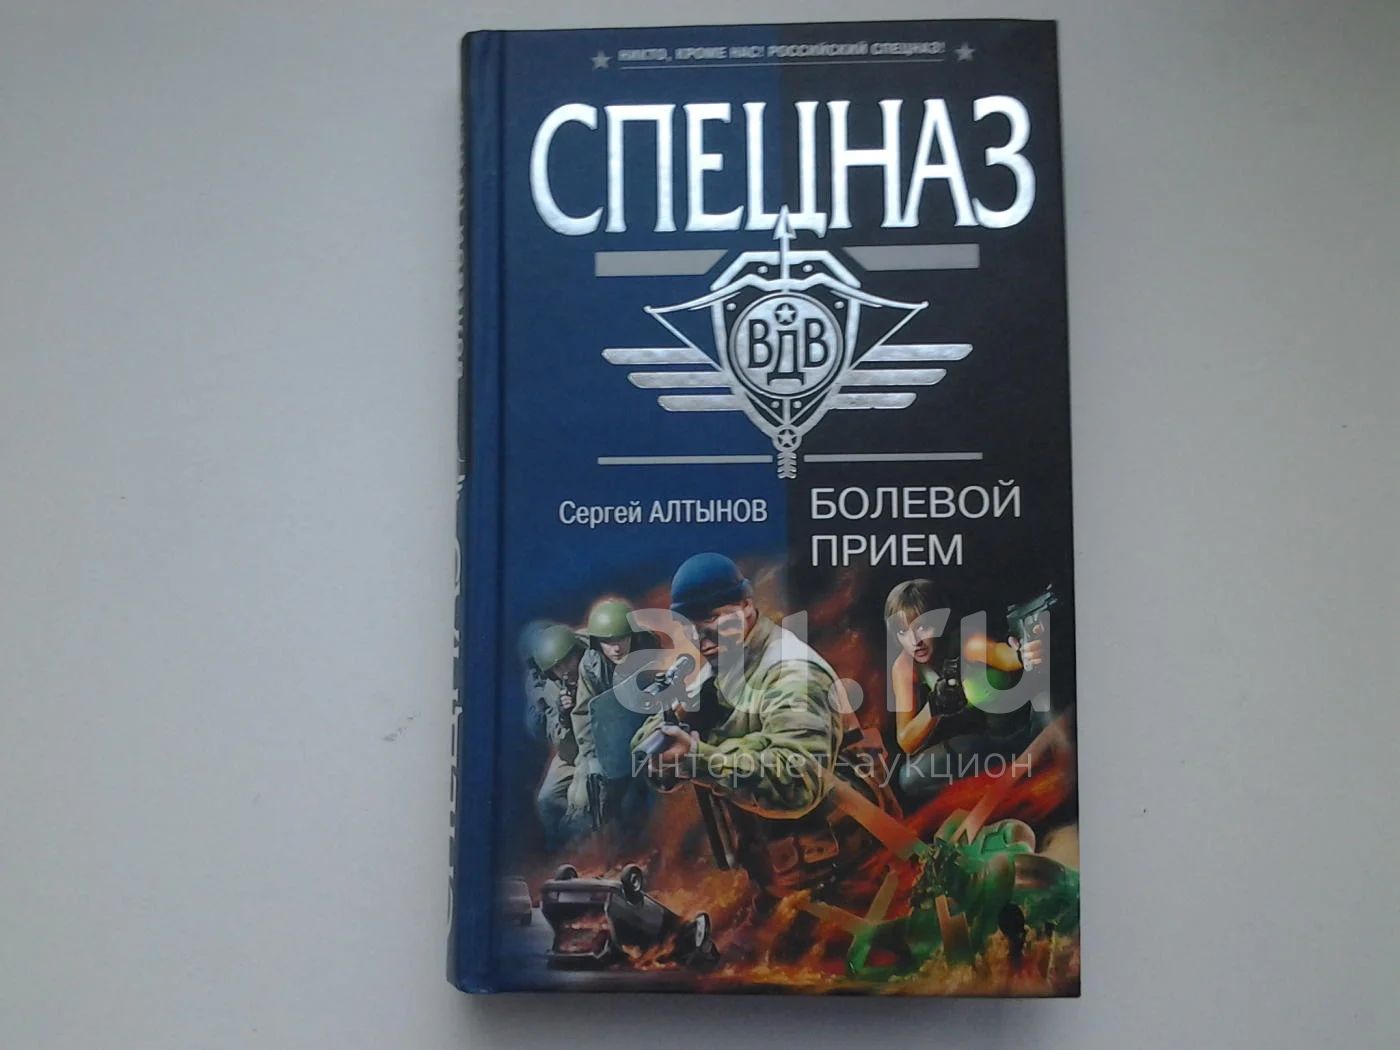 НИКТО, КРОМЕ НАС! РОССИЙСКИЙ СПЕЦНАЗ!
СПЕЦНАЗ
ВДВ
Сергей АЛТЫНОВ
БОЛЕВОЙ
ПРИЕМ
au.ru
интернет-аукцион